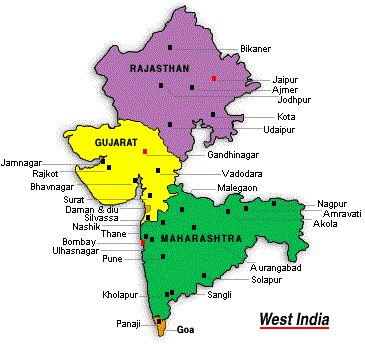 Bikaner
RAJASTHAN
Jaipur
Ajmer
Jodhpur
Kota
Udaipur
GUJARAT
Gandhinagar
Jamnagar
Rajkot
Vadodara
Bhavnagar
Malegaon
Surat
Nagpur
Daman & diu
Amravati
Silvassa
Akola
Nashik
Thane
MAHARASHTRA
Bombay
Ulhasnagar
Pune
Aurangabad
Solapur
Kholapur
Sangli
Panaji
Goa
West India